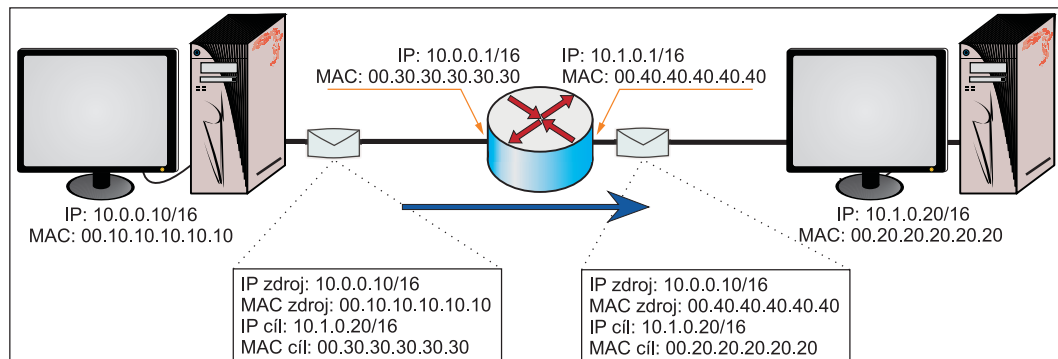 IP: 10.0.0.1/16
MAC: 00.30.30.30.30.30
IP: 10.1.0.1/16
MAC: 00.40.40.40.40.40
IP: 10.0.0.10/16
MAC: 00.10.10.10.10.10
IP: 10.1.0.20/16
MAC: 00.20.20.20.20.20
IP zdroj: 10.0.0.10/16
MAC zdroj: 00.10.10.10.10.10
IP cíl: 10.1.0.20/16
MAC cíl: 00.30.30.30.30.30
IP zdroj: 10.0.0.10/16
MAC zdroj: 00.40.40.40.40.40
IP cíl: 10.1.0.20/16
MAC cíl: 00.20.20.20.20.20